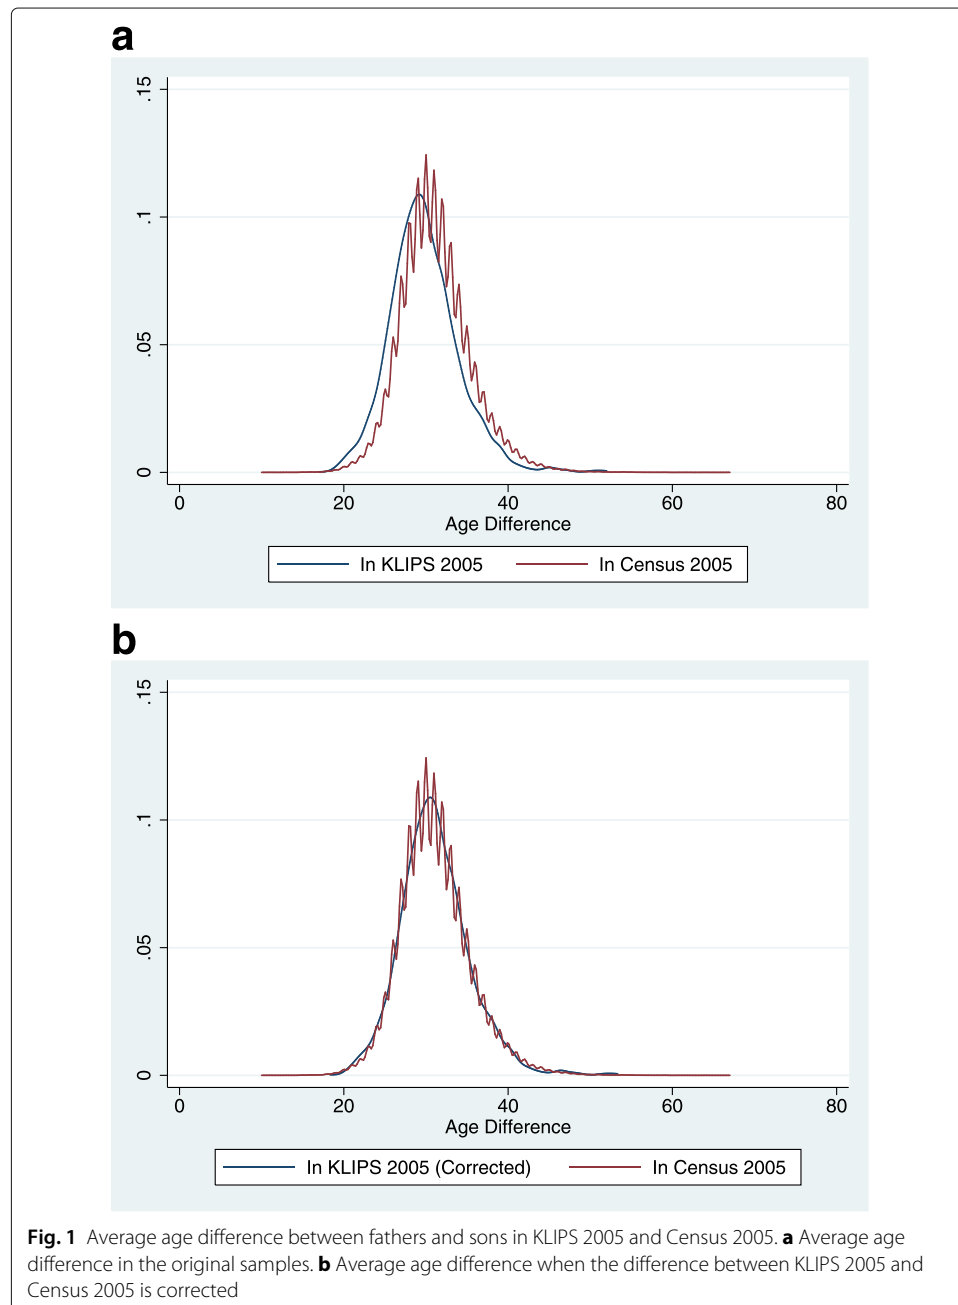 a
.15
.1
.05
0
0 20 40 60 80
Age Difference
In KLIPS 2005 In Census 2005
b
.15
.1
.05
0
0 20 40 60 80
Age Difference
In KLIPS 2005 (Corrected) In Census 2005
Fig. 1 Average age difference between fathers and sons in KLIPS 2005 and Census 2005. a Average age
difference in the original samples. b Average age difference when the difference between KLIPS 2005 and
Census 2005 is corrected